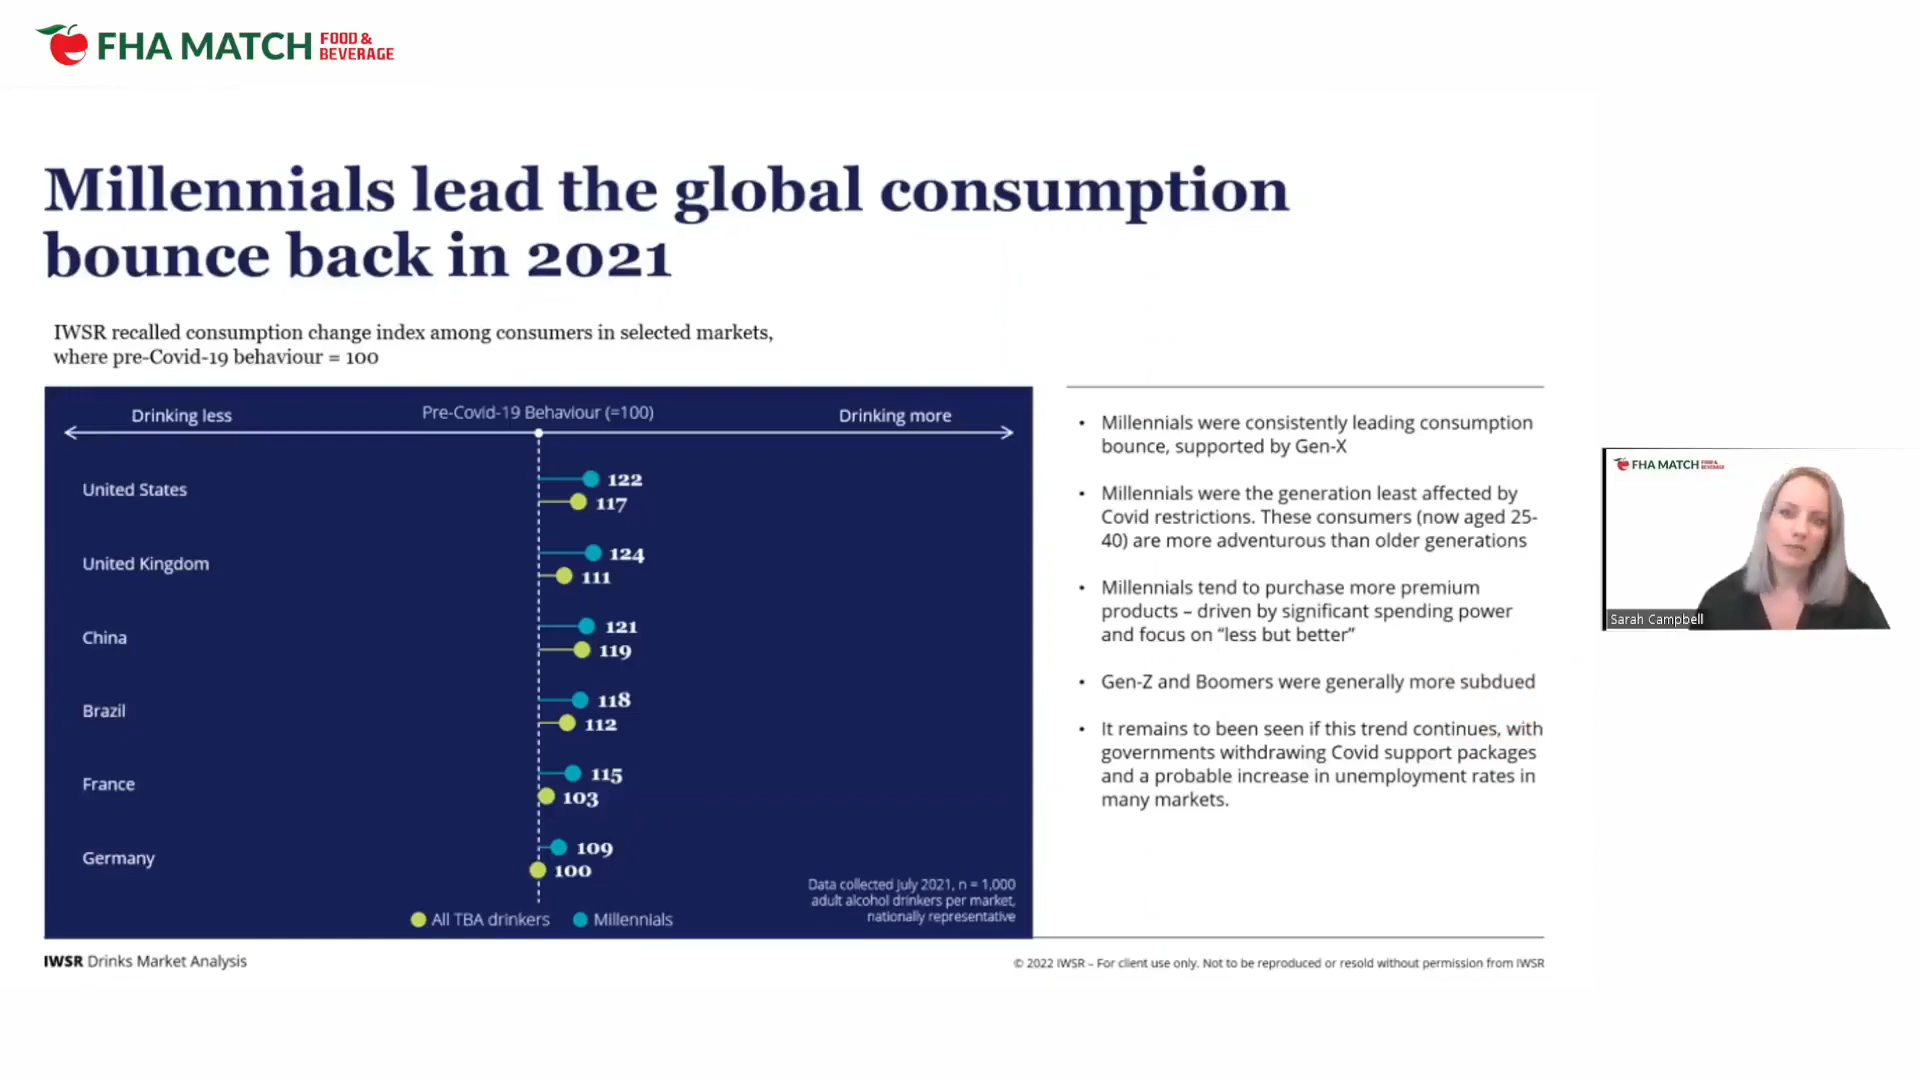 FHA MATCH FOOD & BEVERAGE
Millennials lead the global consumption
bounce back in 2021
IWSR recalled consumption change index among consumers in selected markets,
where pre-Covid-19 behaviour = 100
Drinking less
Pre-Covid-19 Behaviour (=100)
Drinking more
United States
122
117
United Kingdom
124
111
China
121
119
Brazil
118
112
France
115
103
Germany
109
100
Data collected July 2021, n = 1,000
adult alcohol drinkers per market,
nationally representative
All TBA drinkers
Millennials
• Millennials were consistently leading consumption
bounce, supported by Gen-X
• Millennials were the generation least affected by
Covid restrictions. These consumers (now aged 25-
40) are more adventurous than older generations
• Millennials tend to purchase more premium
products – driven by significant spending power
and focus on “less but better”
• Gen-Z and Boomers were generally more subdued
• It remains to been seen if this trend continues, with
governments withdrawing Covid support packages
and a probable increase in unemployment rates in
many markets.
IWSR Drinks Market Analysis
© 2022 IWSR – For client use only. Not to be reproduced or resold without permission from IWSR
FHA MATCH FOOD & BEVERAGE
Sarah Campbell